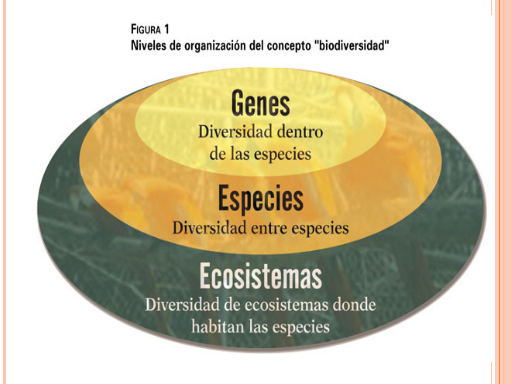 FIGURA 1
Niveles de organización del concepto "biodiversidad"
Genes
Diversidad dentro
de las especies
Especies
Diversidad entre especies
Ecosistemas
Diversidad de ecosistemas donde
habitan las especies